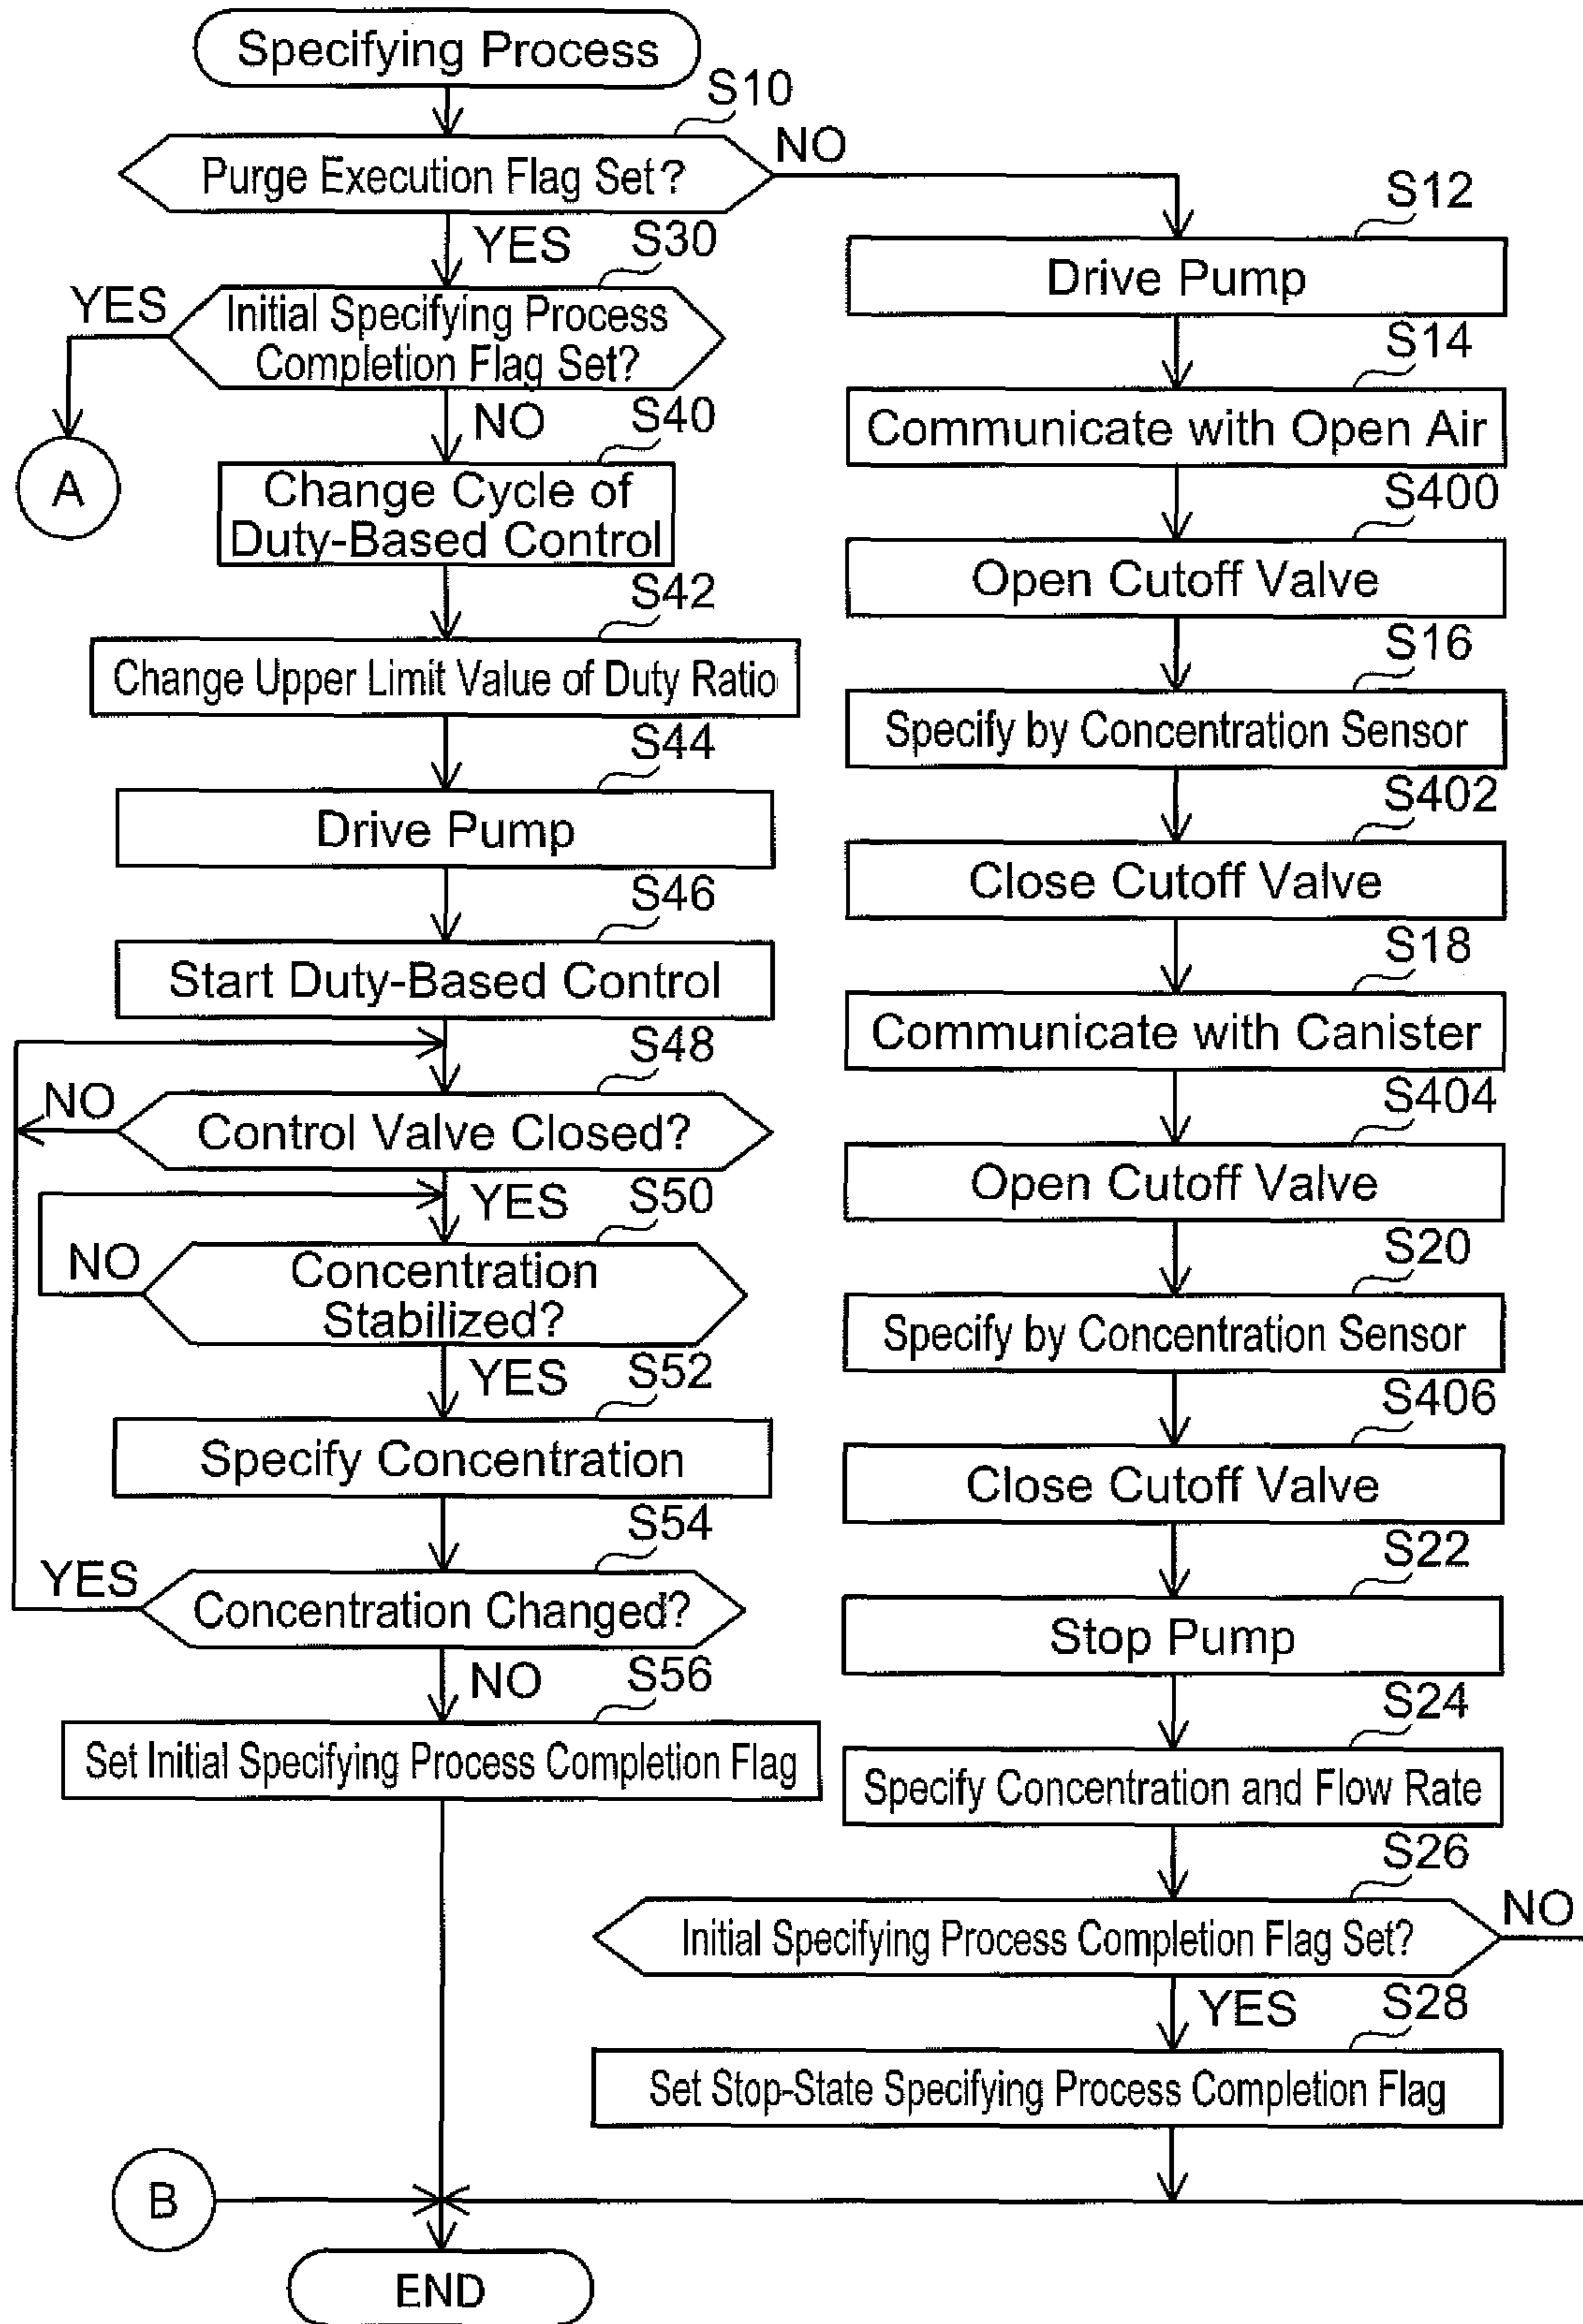 Specifying Process
S10
Purge Execution Flag Set?
NO
YES
S30
YES
Initial Specifying Process
Completion Flag Set?
A
NO
S40
Change Cycle of
Duty-Based Control
S42
Change Upper Limit Value of Duty Ratio
S44
Drive Pump
S46
Start Duty-Based Control
S48
NO
Control Valve Closed?
YES
S50
NO
Concentration
Stabilized?
YES
S52
Specify Concentration
S54
YES
Concentration Changed?
NO
S56
Set Initial Specifying Process Completion Flag
S12
Drive Pump
S14
Communicate with Open Air
S400
Open Cutoff Valve
S16
Specify by Concentration Sensor
S402
Close Cutoff Valve
S18
Communicate with Canister
S404
Open Cutoff Valve
S20
Specify by Concentration Sensor
S406
Close Cutoff Valve
S22
Stop Pump
S24
Specify Concentration and Flow Rate
S26
Initial Specifying Process Completion Flag Set?
NO
YES
S28
Set Stop-State Specifying Process Completion Flag
B
END